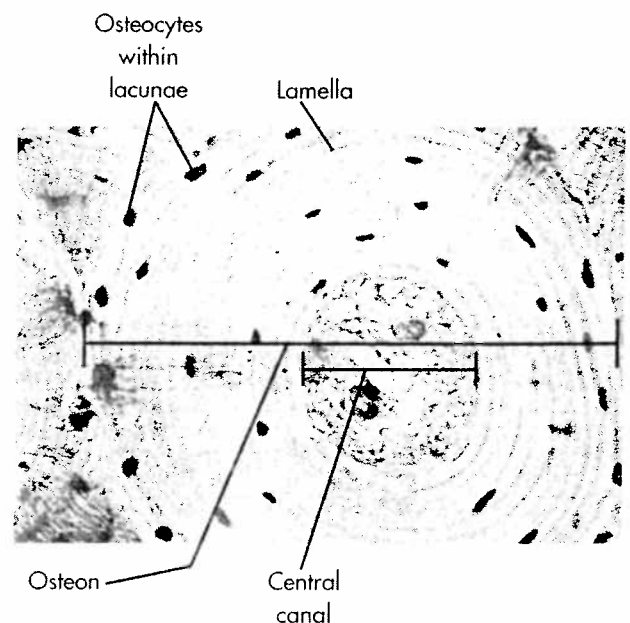 Osteocytes
within
lacunae
Lamella
Osteon
Central
canal